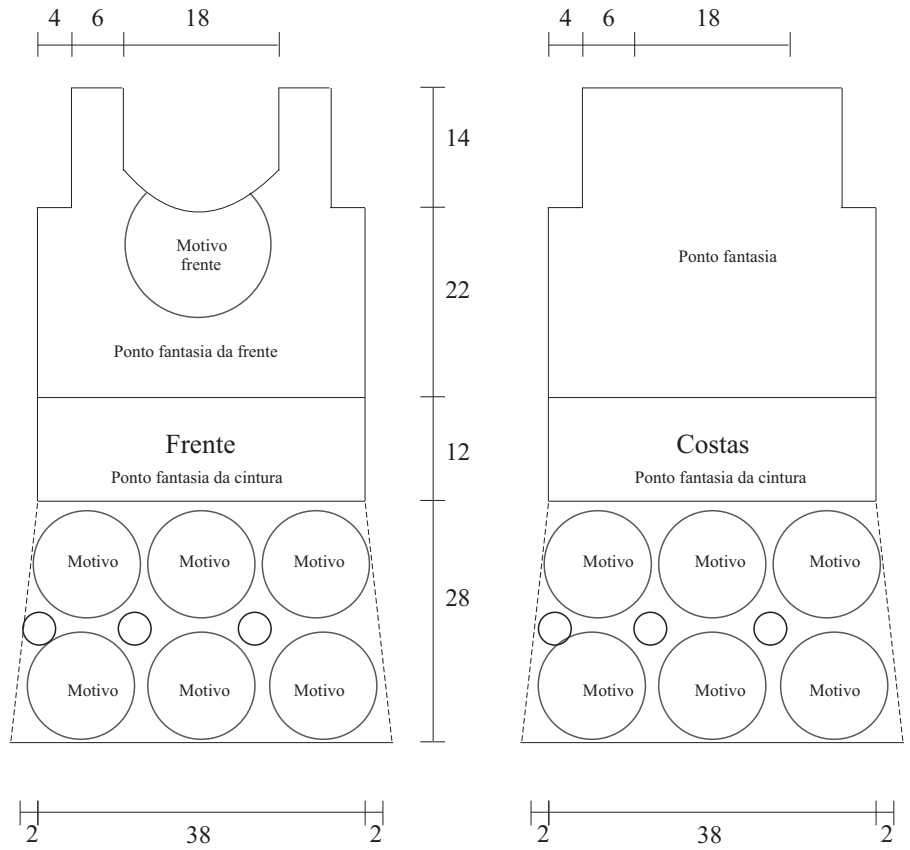 4 6 18
4 6 18
14
Motivo
frente
Ponto fantasia
22
Ponto fantasia da frente
Frente
Ponto fantasia da cintura
12
Costas
Ponto fantasia da cintura
Motivo Motivo Motivo
28
Motivo Motivo Motivo
Motivo Motivo Motivo
Motivo Motivo Motivo
2 38 2
2 38 2